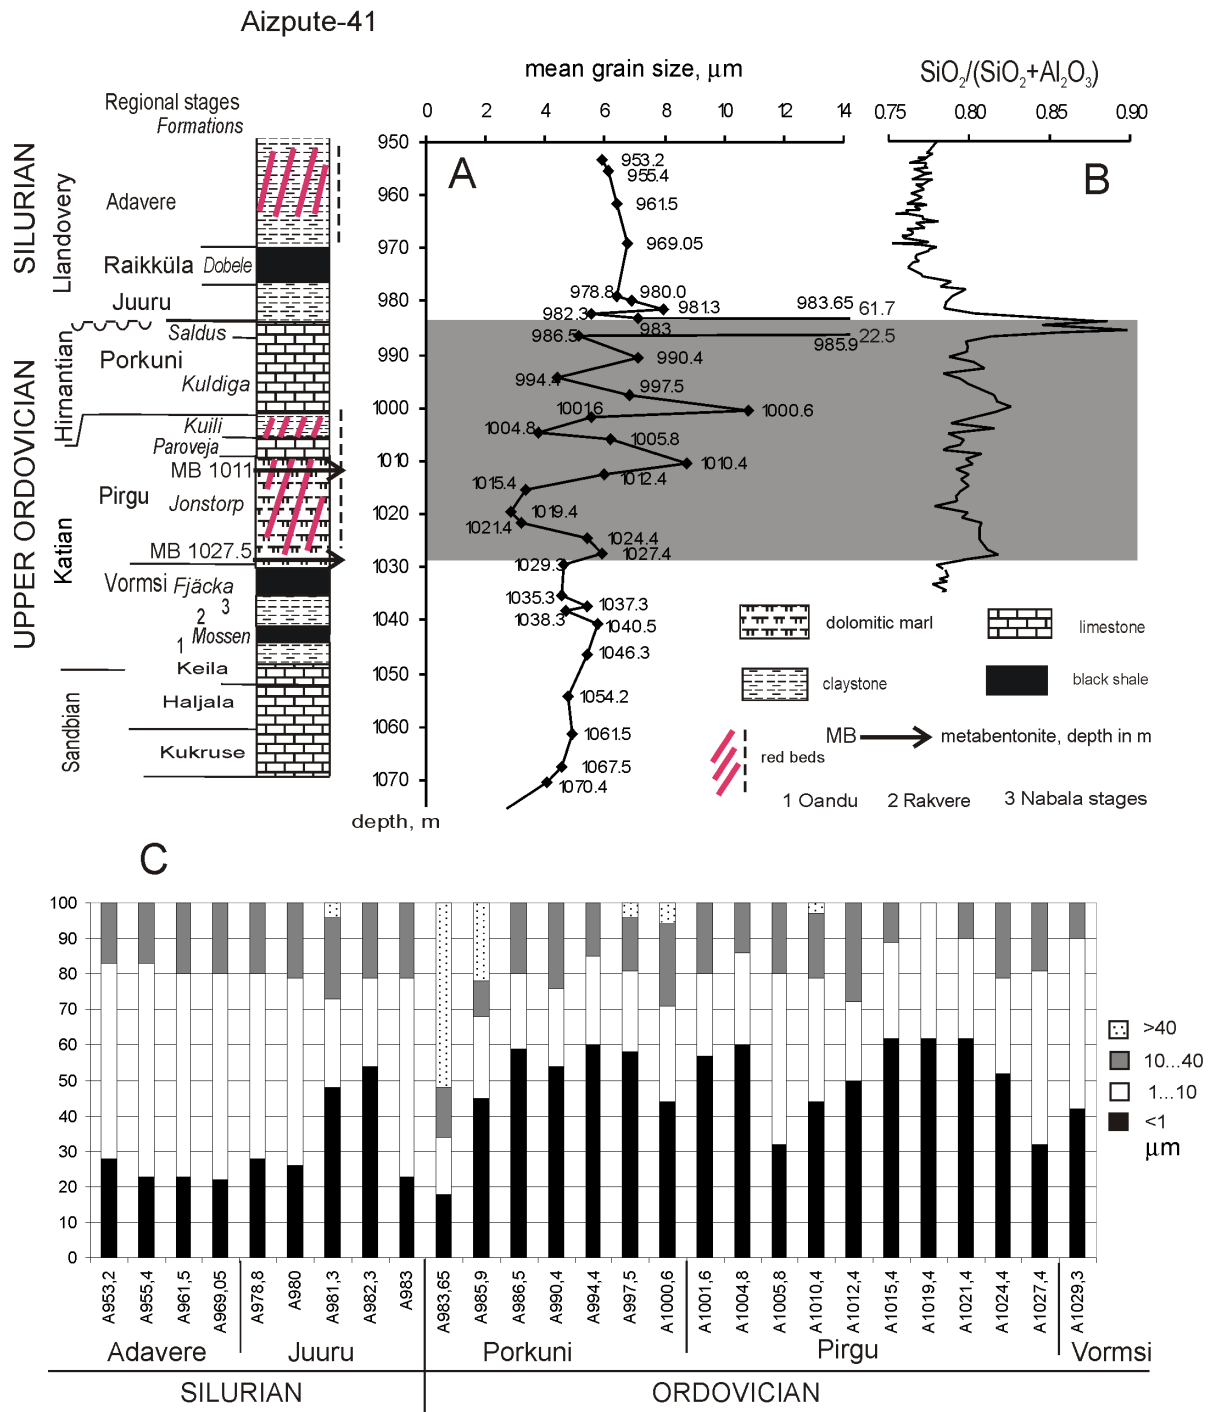 Aizpute-41
mean grain size, μm
SiO₂/(SiO₂+Al₂O₃)
Regional stages
Formations
0 2 4 6 8 10 12 14
0.75 0.80 0.85 0.90
950
960
970
980
990
1000
1010
1020
1030
1040
1050
1060
1070
depth, m
A
B
SILURIAN
UPPER ORDOVICIAN
Llandovery
Hirnantian
Katian
Sandbian
Adavere
Raikküla Dobele
Juuru
Saldus
Porkuni
Kuldiga
Kuili
Paroveja
MB 1011
Pirgu
Jonstorp
MB 1027.5
Vormsi Fjäcka
3
2
1 Mossen
Keila
Haljala
Kukruse
953.2
955.4
961.5
969.05
978.8
980.0
981.3
982.3
983.65 61.7
983
986.5
985.9 22.5
990.4
994.4
997.5
1000.6
1001.6
1004.8
1005.8
1010.4
1012.4
1015.4
1019.4
1021.4
1024.4
1027.4
1029.3
1035.3
1037.3
1038.3
1040.5
1046.3
1054.2
1061.5
1067.5
1070.4
dolomitic marl
limestone
claystone
black shale
MB metabentonite, depth in m
red beds
1 Oandu 2 Rakvere 3 Nabala stages
C
100
90
80
70
60
50
40
30
20
10
0
>40
10...40
1...10
<1
μm
A953,2
A955,4
A961,5
A969,05
A978,8
A980
A981,3
A982,3
A983
A983,65
A985,9
A986,5
A990,4
A994,4
A997,5
A1000,6
A1001,6
A1004,8
A1005,8
A1010,4
A1012,4
A1015,4
A1019,4
A1021,4
A1024,4
A1027,4
A1029,3
Adavere Juuru Porkuni Pirgu Vormsi
SILURIAN ORDOVICIAN